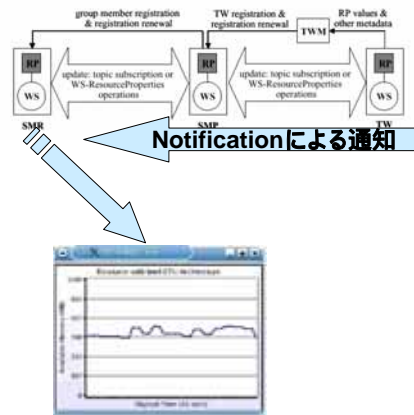 group member registration
& registration renewal
TW registration &
registration renewal
RP values &
other metadata
TWM
RP
RP
RP
update: topic subscription or
WS-ResourceProperties
operations
update: topic subscription or
WS-ResourceProperties
operations
WS
WS
WS
SMR
SMP
TW
Notificationによる通知